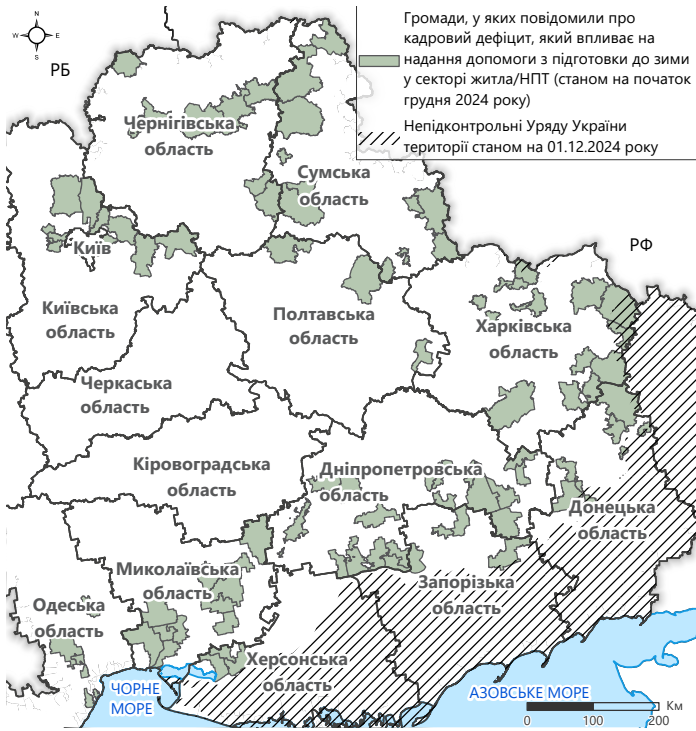 Громади, у яких повідомили про
кадровий дефіцит, який впливає на
надання допомоги з підготовки до зими
у секторі житла/НПТ (станом на початок
грудня 2024 року)
Непідконтрольні Уряду України
території станом на 01.12.2024 року
N
W
E
S
РБ
Чернігівська
область
Сумська
область
РФ
Київ
Київська
область
Полтавська
область
Харківська
область
Черкаська
область
Кіровоградська
область
Дніпропетровська
область
Донецька
область
Миколаївська
область
Запорізька
область
Одеська
область
Херсонська
область
ЧОРНЕ
МОРЕ
АЗОВСЬКЕ МОРЕ
Км
0 100 200